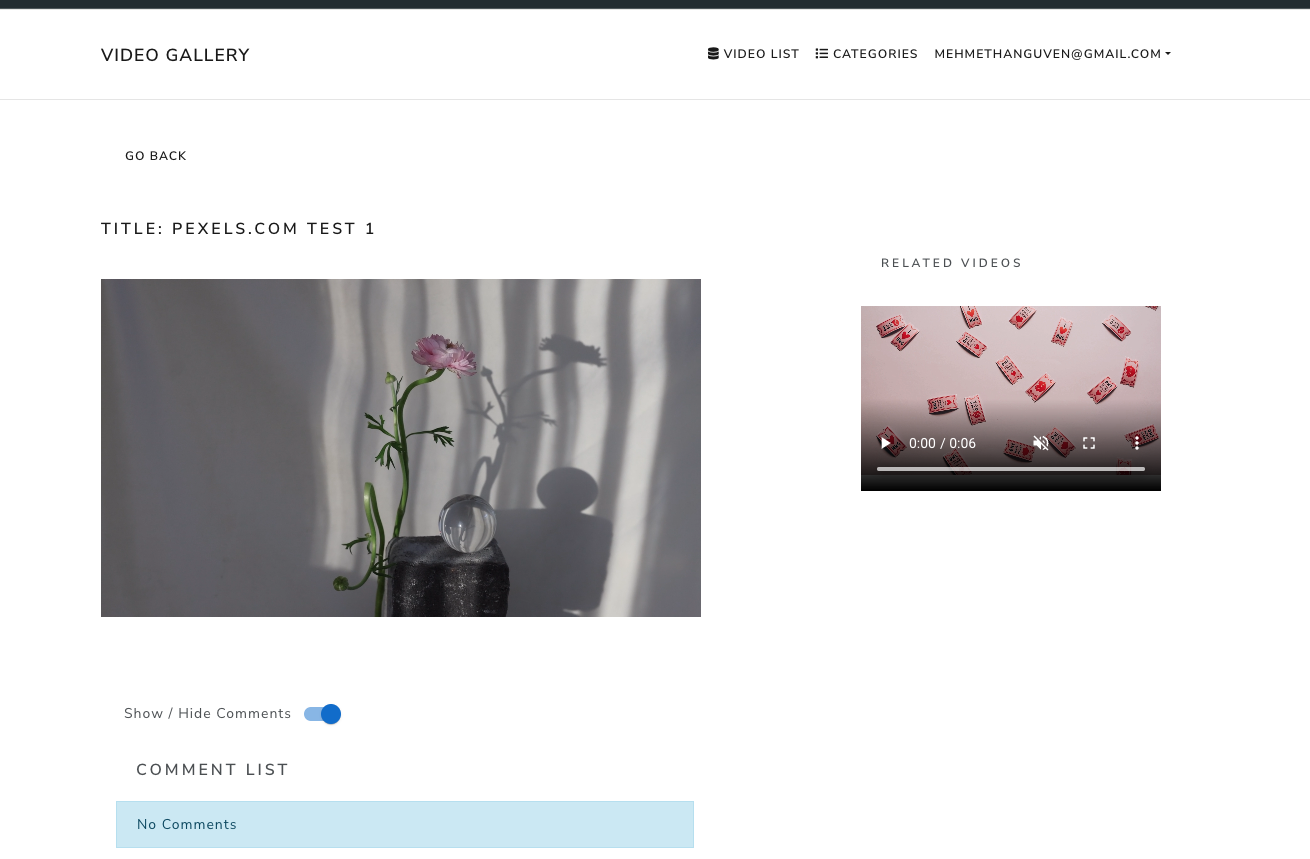 VIDEO GALLERY
VIDEO LIST
CATEGORIES
MEHMETHANGUVEN@GMAIL.COM
GO BACK
TITLE: PEXELS.COM TEST 1
RELATED VIDEOS
0:00 / 0:06
Show / Hide Comments
COMMENT LIST
No Comments